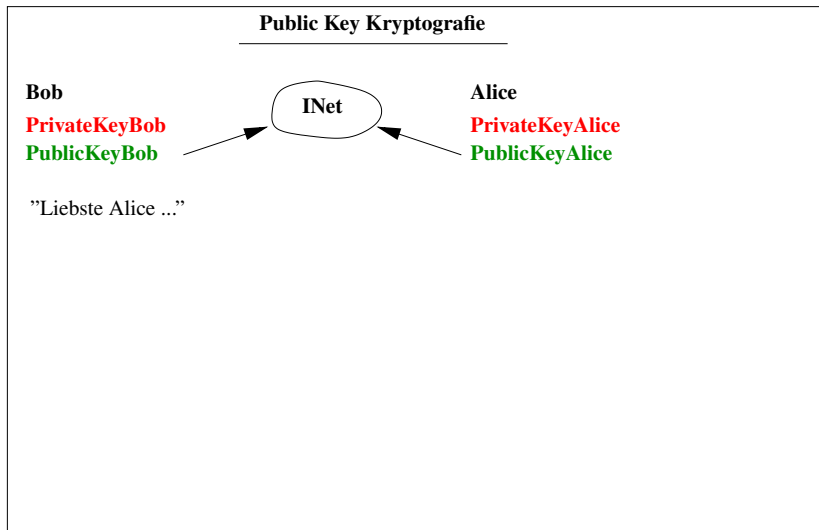 Public Key Kryptografie
Bob
PrivateKeyBob
PublicKeyBob
INet
Alice
PrivateKeyAlice
PublicKeyAlice
”Liebste Alice ...”